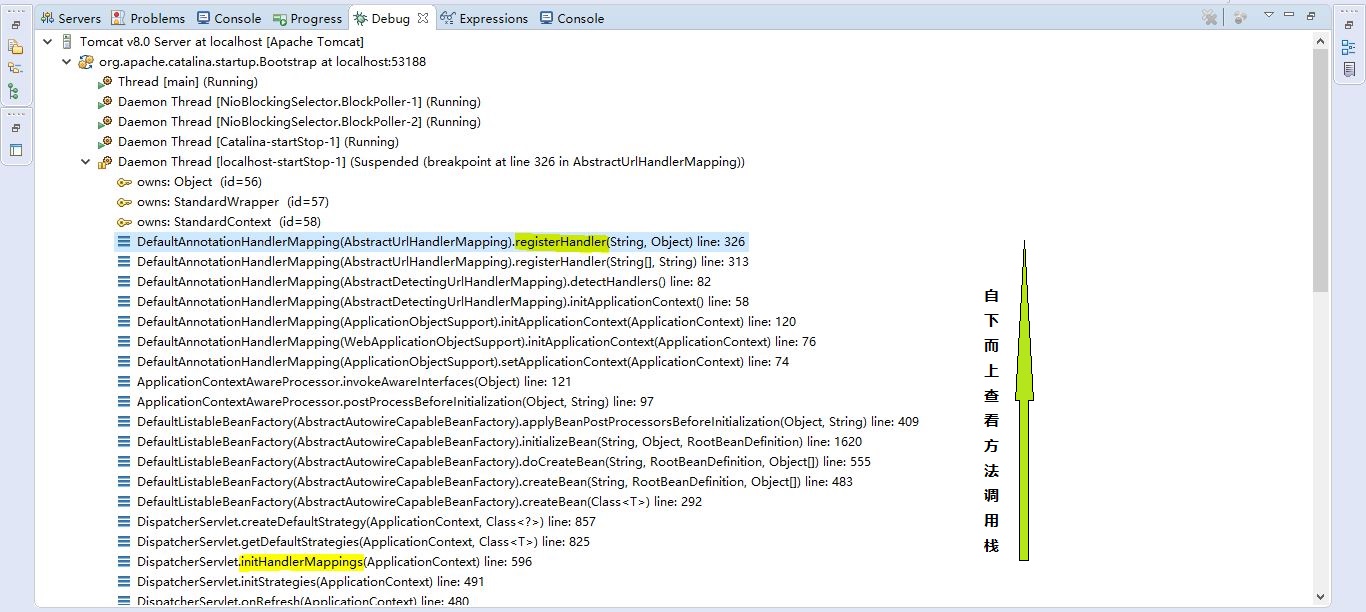 Servers Problems Console Progress Debug Expressions Console
Tomcat v8.0 Server at localhost [Apache Tomcat]
org.apache.catalina.startup.Bootstrap at localhost:53188
Thread [main] (Running)
Daemon Thread [NioBlockingSelector.BlockPoller-1] (Running)
Daemon Thread [NioBlockingSelector.BlockPoller-2] (Running)
Daemon Thread [Catalina-startStop-1] (Running)
Daemon Thread [localhost-startStop-1] (Suspended (breakpoint at line 326 in AbstractUrlHandlerMapping))
owns: Object (id=56)
owns: StandardWrapper (id=57)
owns: StandardContext (id=58)
DefaultAnnotationHandlerMapping(AbstractUrlHandlerMapping).registerHandler(String, Object) line: 326
DefaultAnnotationHandlerMapping(AbstractUrlHandlerMapping).registerHandler(String[], String) line: 313
DefaultAnnotationHandlerMapping(AbstractDetectingUrlHandlerMapping).detectHandlers() line: 82
DefaultAnnotationHandlerMapping(AbstractDetectingUrlHandlerMapping).initApplicationContext() line: 58
DefaultAnnotationHandlerMapping(ApplicationObjectSupport).initApplicationContext(ApplicationContext) line: 120
DefaultAnnotationHandlerMapping(WebApplicationObjectSupport).initApplicationContext(ApplicationContext) line: 76
DefaultAnnotationHandlerMapping(ApplicationObjectSupport).setApplicationContext(ApplicationContext) line: 74
ApplicationContextAwareProcessor.invokeAwareInterfaces(Object) line: 121
ApplicationContextAwareProcessor.postProcessBeforeInitialization(Object, String) line: 97
DefaultListableBeanFactory(AbstractAutowireCapableBeanFactory).applyBeanPostProcessorsBeforeInitialization(Object, String) line: 409
DefaultListableBeanFactory(AbstractAutowireCapableBeanFactory).initializeBean(String, Object, RootBeanDefinition) line: 1620
DefaultListableBeanFactory(AbstractAutowireCapableBeanFactory).doCreateBean(String, RootBeanDefinition, Object[]) line: 555
DefaultListableBeanFactory(AbstractAutowireCapableBeanFactory).createBean(String, RootBeanDefinition, Object[]) line: 483
DefaultListableBeanFactory(AbstractAutowireCapableBeanFactory).createBean(Class<T>) line: 292
DispatcherServlet.createDefaultStrategy(ApplicationContext, Class<?>) line: 857
DispatcherServlet.getDefaultStrategies(ApplicationContext, Class<T>) line: 825
DispatcherServlet.initHandlerMappings(ApplicationContext) line: 596
DispatcherServlet.initStrategies(ApplicationContext) line: 491
DispatcherServlet.onRefresh(ApplicationContext) line: 480
自下而上查看方法调用栈